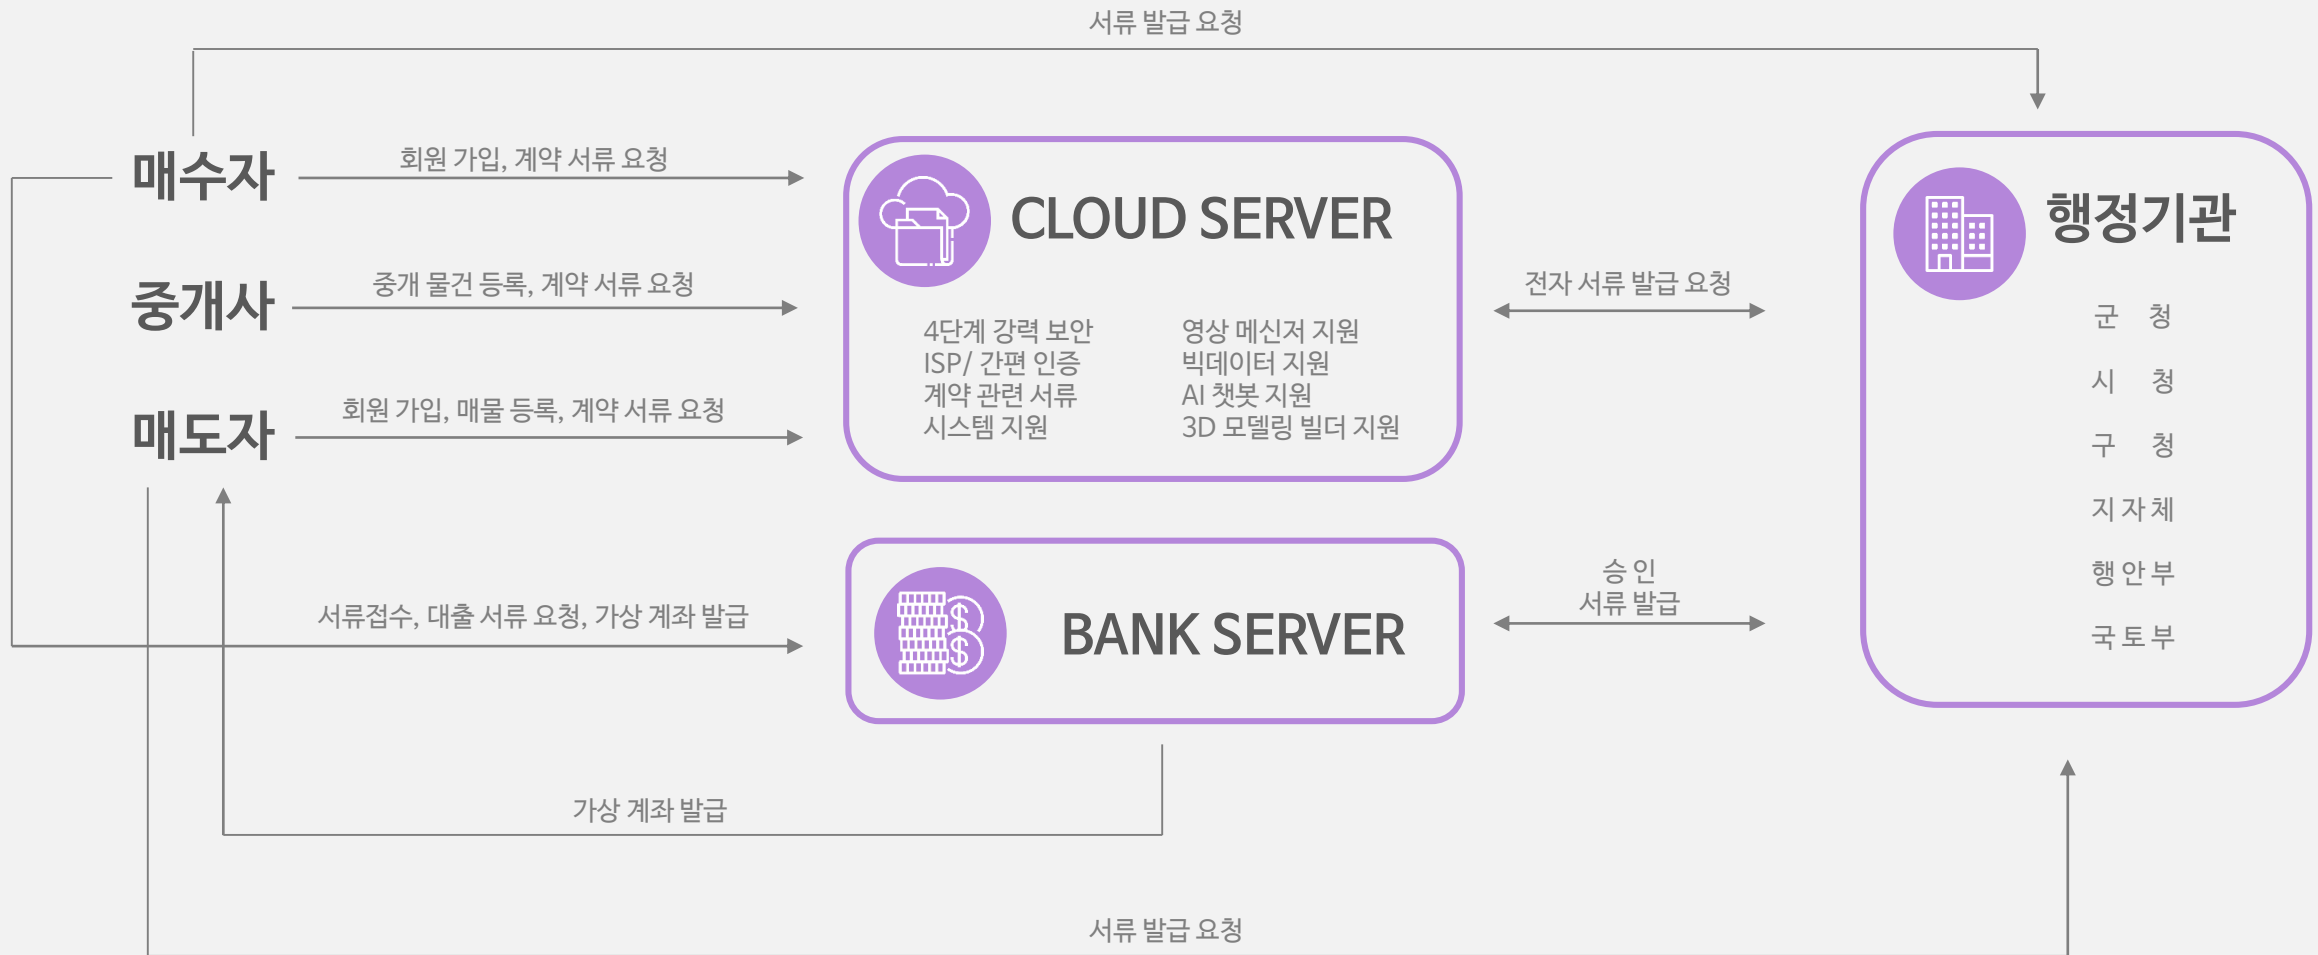 서류 발급 요청
매수자
회원 가입, 계약 서류 요청
중개사
중개 물건 등록, 계약 서류 요청
매도자
회원 가입, 매물 등록, 계약 서류 요청
CLOUD SERVER
4단계 강력 보안
ISP/ 간편 인증
계약 관련 서류
시스템 지원
영상 메신저 지원
빅데이터 지원
AI 챗봇 지원
3D 모델링 빌더 지원
전자 서류 발급 요청
행정기관
군 청
시 청
구 청
지자체
행안부
국토부
서류접수, 대출 서류 요청, 가상 계좌 발급
BANK SERVER
승 인
서류 발급
가상 계좌 발급
서류 발급 요청